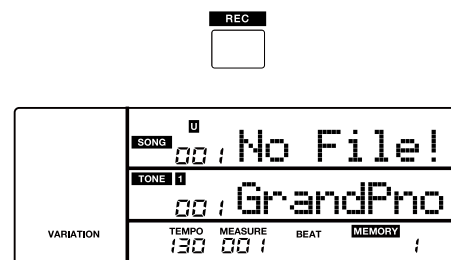 REC
U
SONG 001 No File!
TONE 1
001 GrandPno
VARIATION TEMPO MEASURE BEAT MEMORY
130 001 1